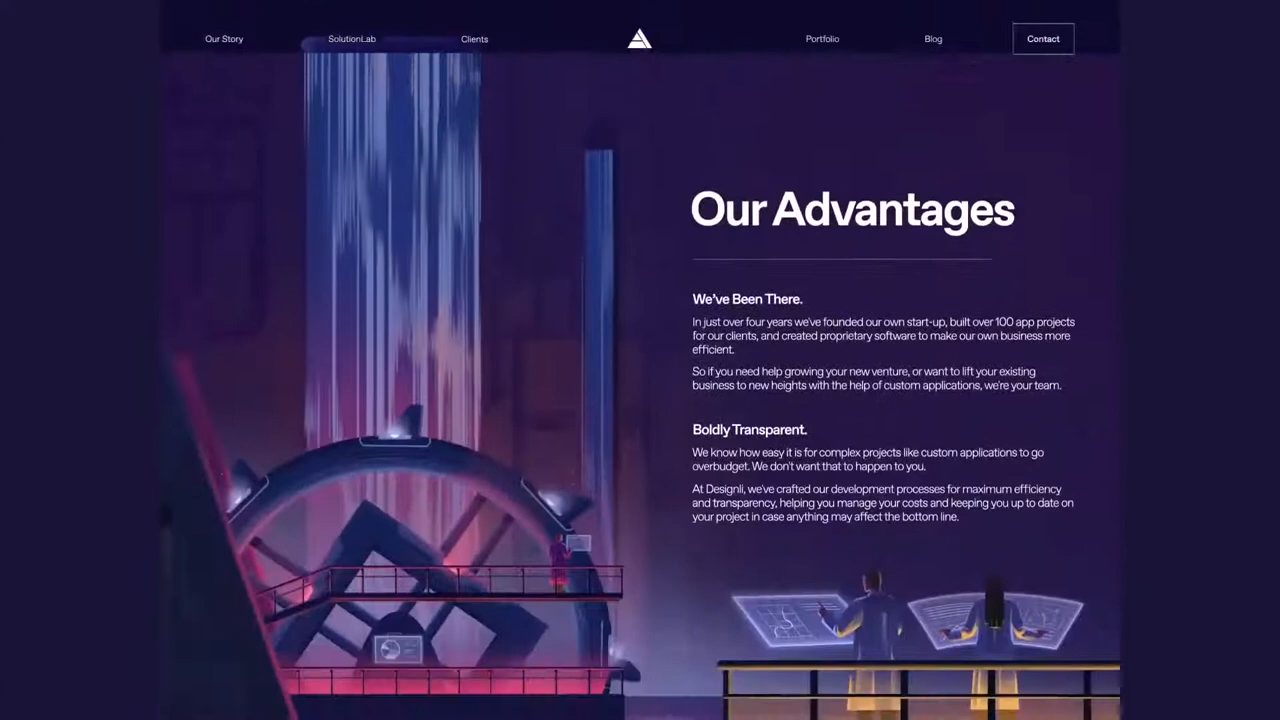 Our Story
SolutionLab
Clients
Portfolio
Blog
Contact
Our Advantages
We've Been There.
In just over four years we've founded our own start-up, built over 100 app projects
for our clients, and created proprietary software to make our own business more
efficient.
So if you need help growing your new venture, or want to lift your existing
business to new heights with the help of custom applications, we're your team.
Boldly Transparent.
We know how easy it is for complex projects like custom applications to go
overbudget. We don't want that to happen to you.
At Designli, we've crafted our development processes for maximum efficiency
and transparency, helping you manage your costs and keeping you up to date on
your project in case anything may affect the bottom line.